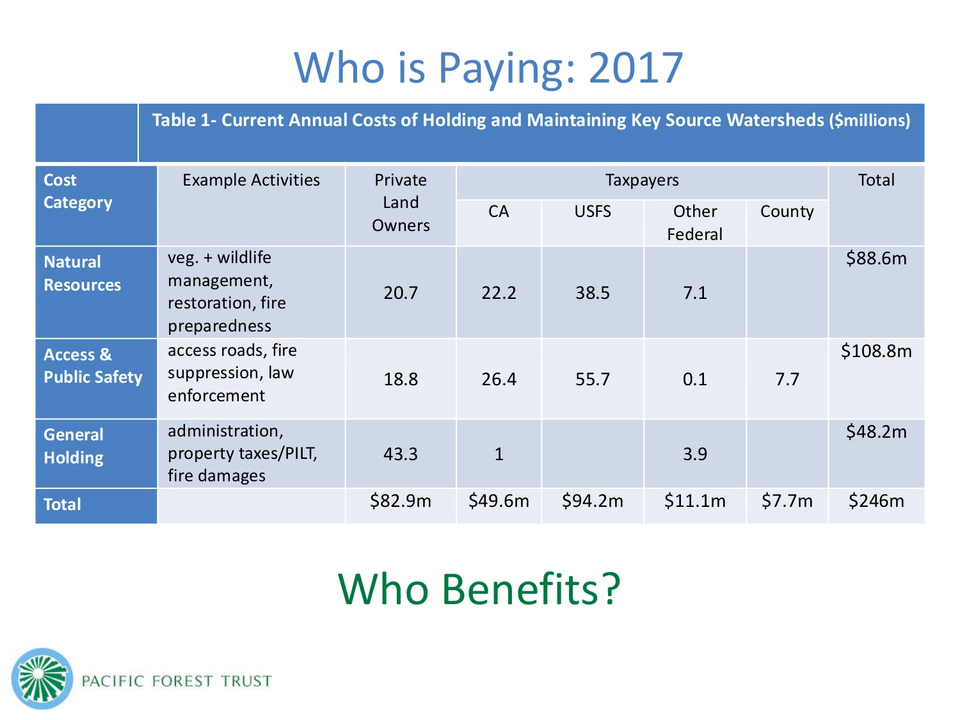 Who is Paying: 2017
Table 1- Current Annual Costs of Holding and Maintaining Key Source Watersheds ($millions)
Cost
Category
Example Activities
Private
Land
Owners
Taxpayers
Total
CA
USFS
Other
Federal
County
Natural
Resources
veg. + wildlife
management,
restoration, fire
preparedness
20.7
22.2
38.5
7.1
$88.6m
Access &
Public Safety
access roads, fire
suppression, law
enforcement
18.8
26.4
55.7
0.1
7.7
$108.8m
General
Holding
administration,
property taxes/PILT,
fire damages
43.3
1
3.9
$48.2m
Total
$82.9m
$49.6m
$94.2m
$11.1m
$7.7m
$246m
Who Benefits?
PACIFIC FOREST TRUST